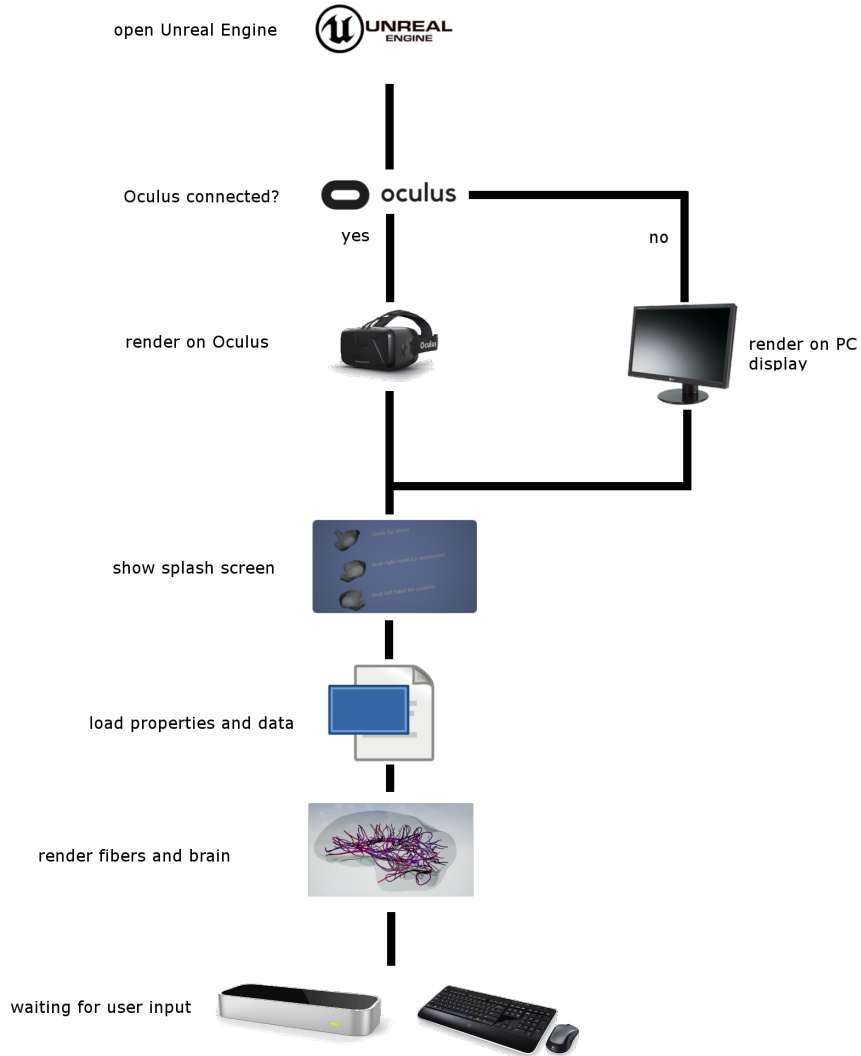 open Unreal Engine
UNREAL
ENGINE
Oculus connected?
oculus
yes
no
render on Oculus
Oculus
render on PC
display
show splash screen
load properties and data
render fibers and brain
waiting for user input